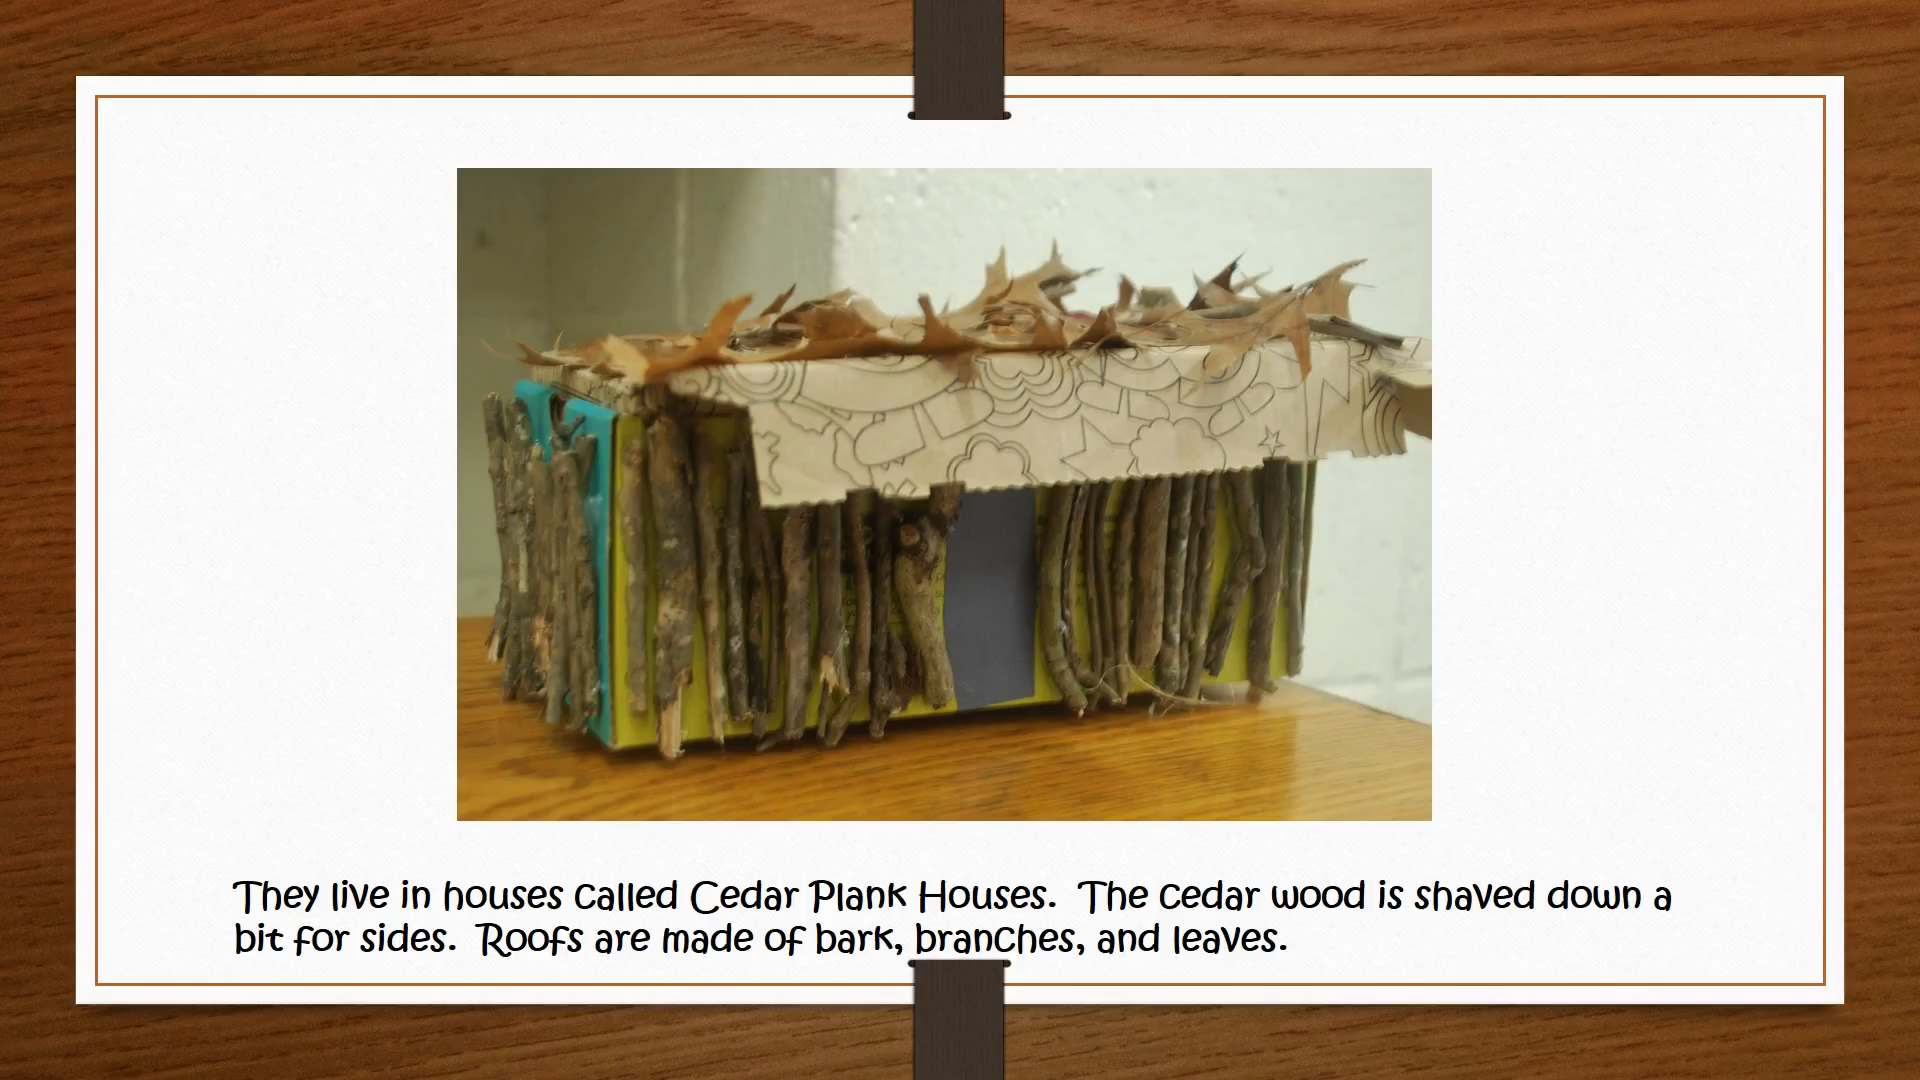 They live in houses called Cedar Plank Houses.  The cedar wood is shaved down a
bit for sides.  Roofs are made of bark, branches, and leaves.